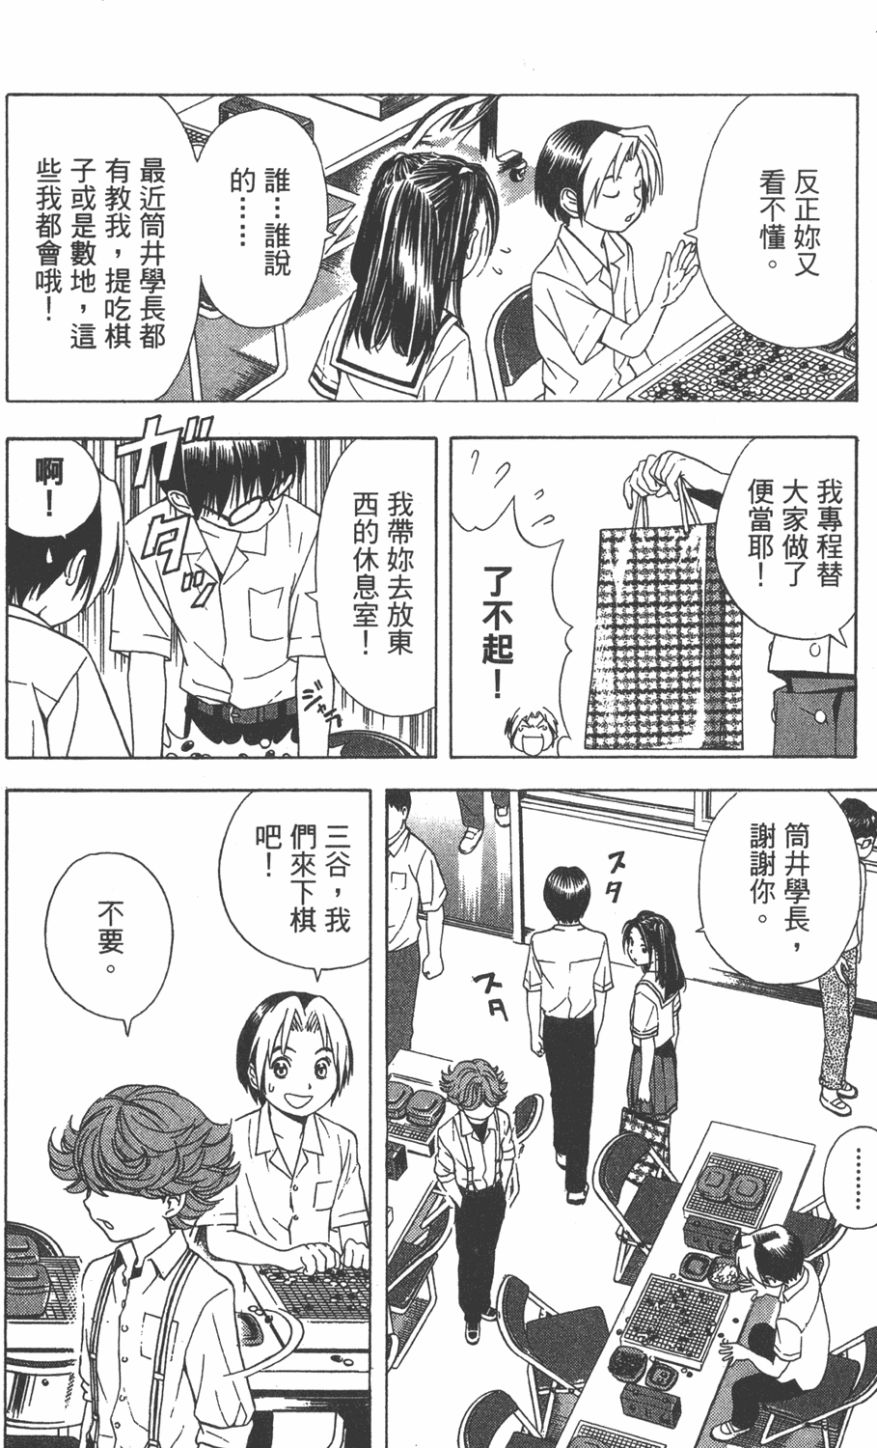 反正妳又
看不懂。
誰…誰說
的……
最近筒井學長都
有教我，提吃棋
子或是數地，這
些我都會哦！
我專程替
大家做了
便當耶！
了不起！
我帶妳去放東
西的休息室！
ガタ
ジャラ
啊！
筒井學長，
謝謝你。
スタ
スタ
………
三谷，我
們來下棋
吧！
不要。